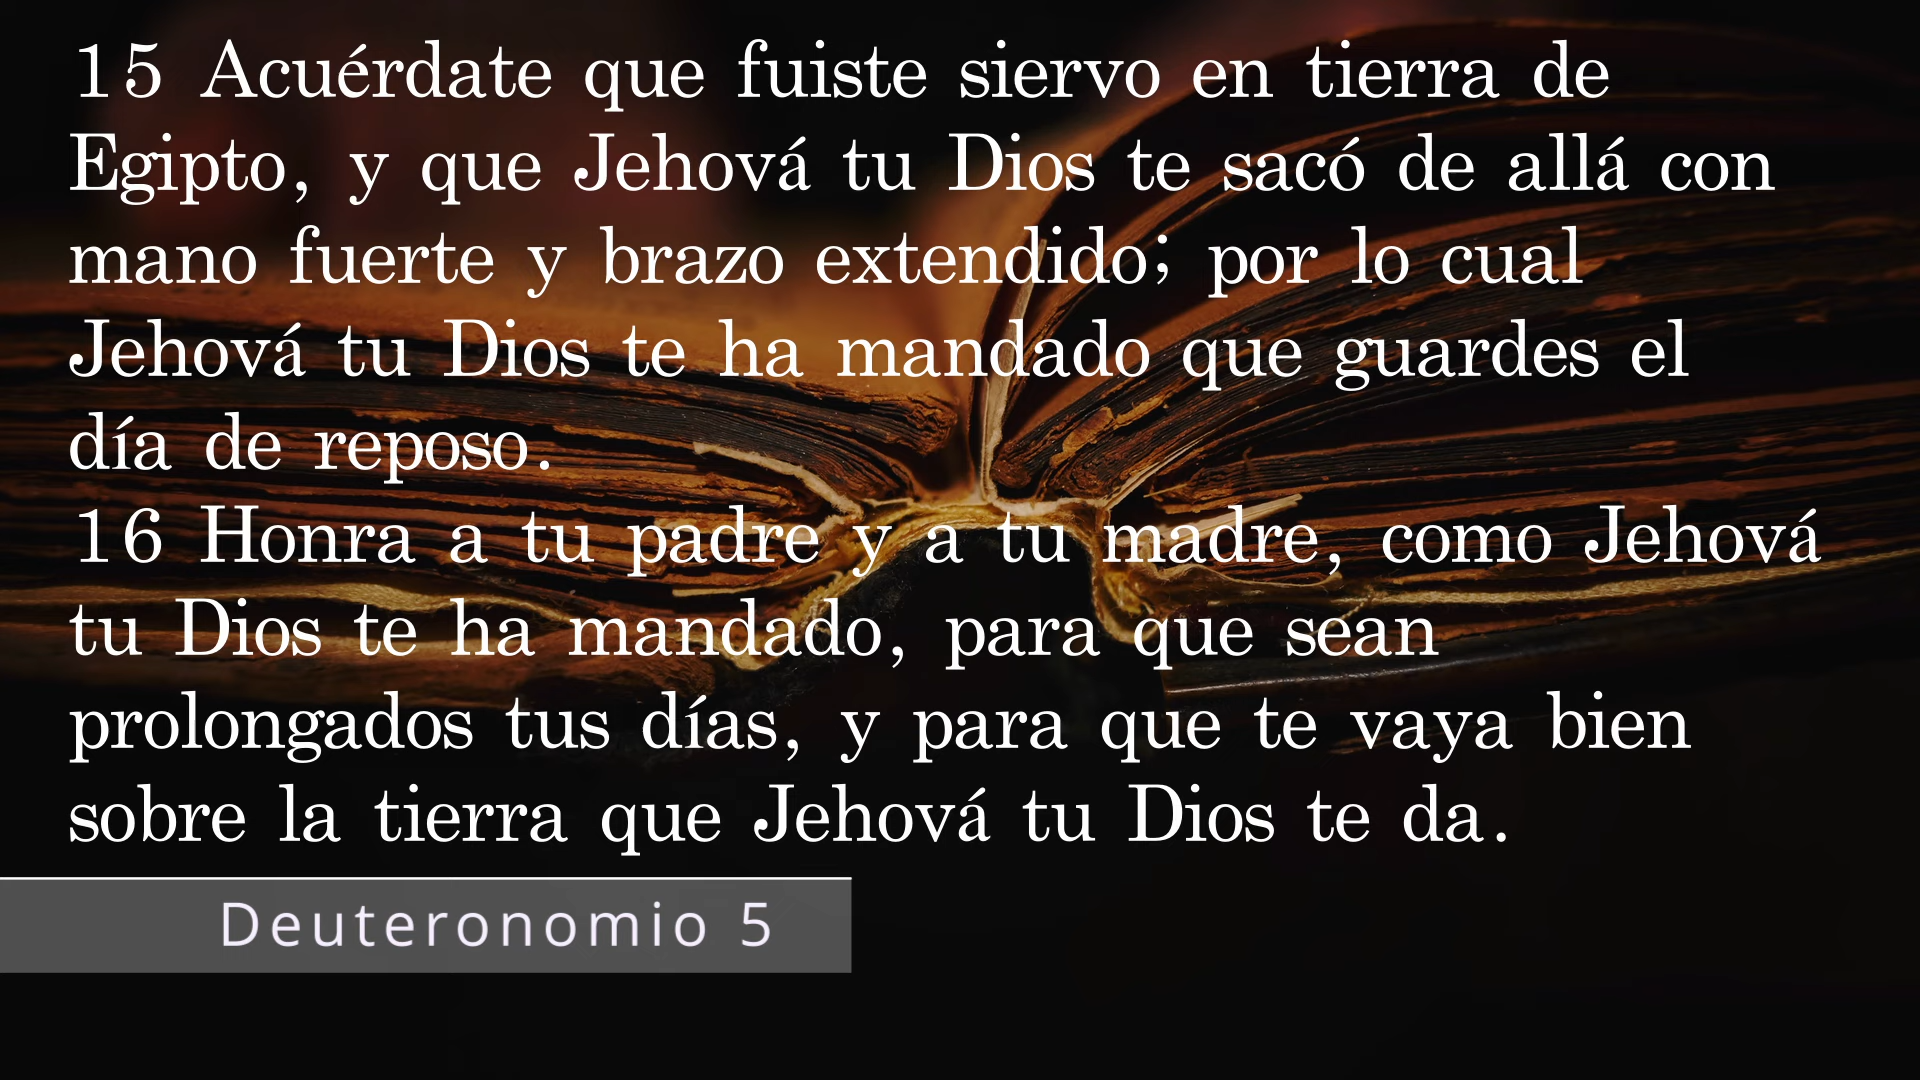 15 Acuérdate que fuiste siervo en tierra de
Egipto, y que Jehová tu Dios te sacó de allá con
mano fuerte y brazo extendido; por lo cual
Jehová tu Dios te ha mandado que guardes el
día de reposo.
16 Honra a tu padre y a tu madre, como Jehová
tu Dios te ha mandado, para que sean
prolongados tus días, y para que te vaya bien
sobre la tierra que Jehová tu Dios te da.
Deuteronomio 5